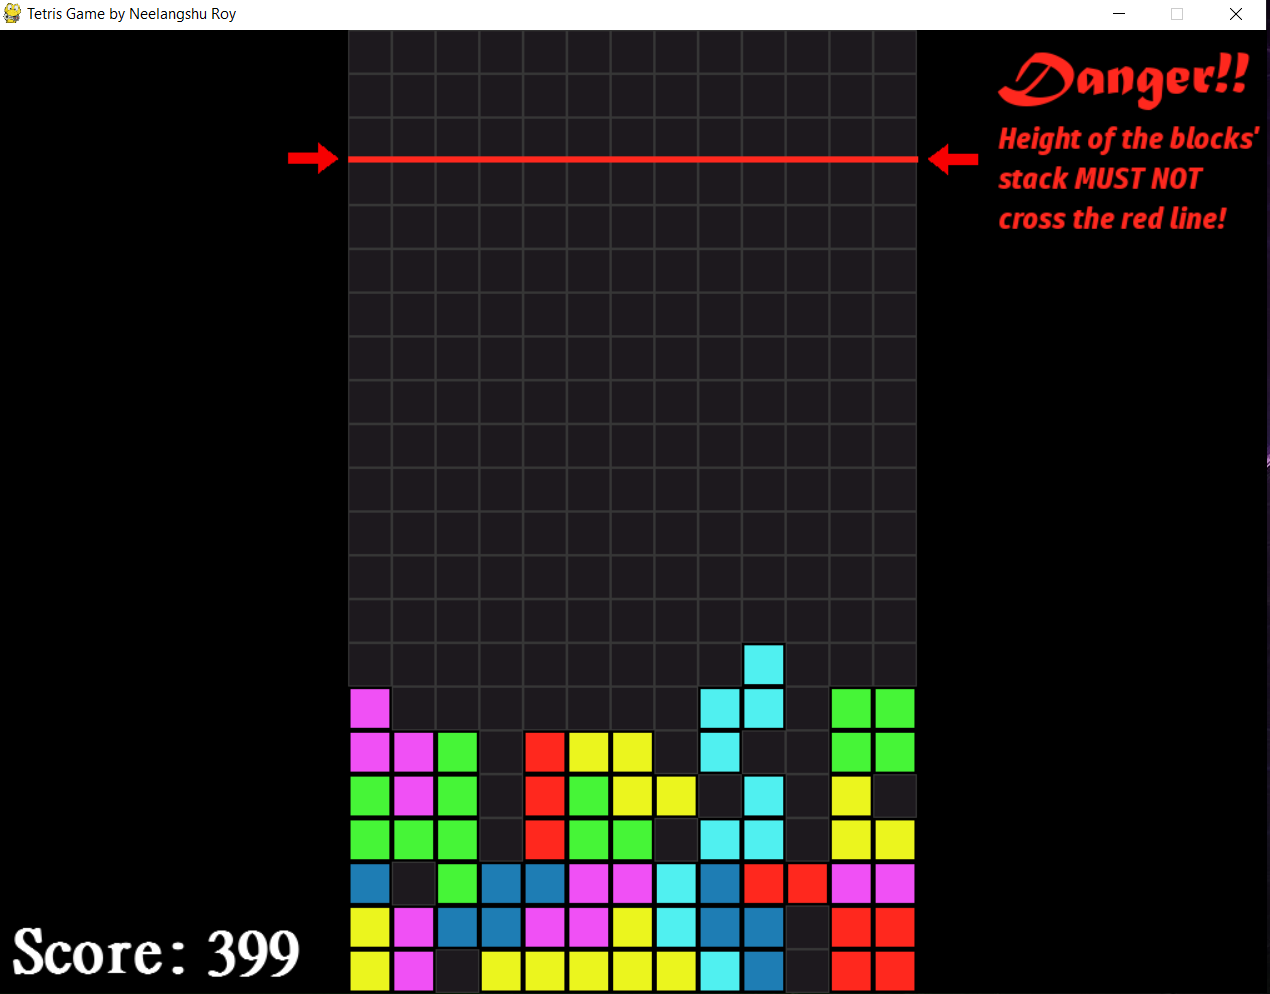 Tetris Game by Neelangshu Roy
Danger!!
Height of the blocks'
stack MUST NOT
cross the red line!
Score: 399